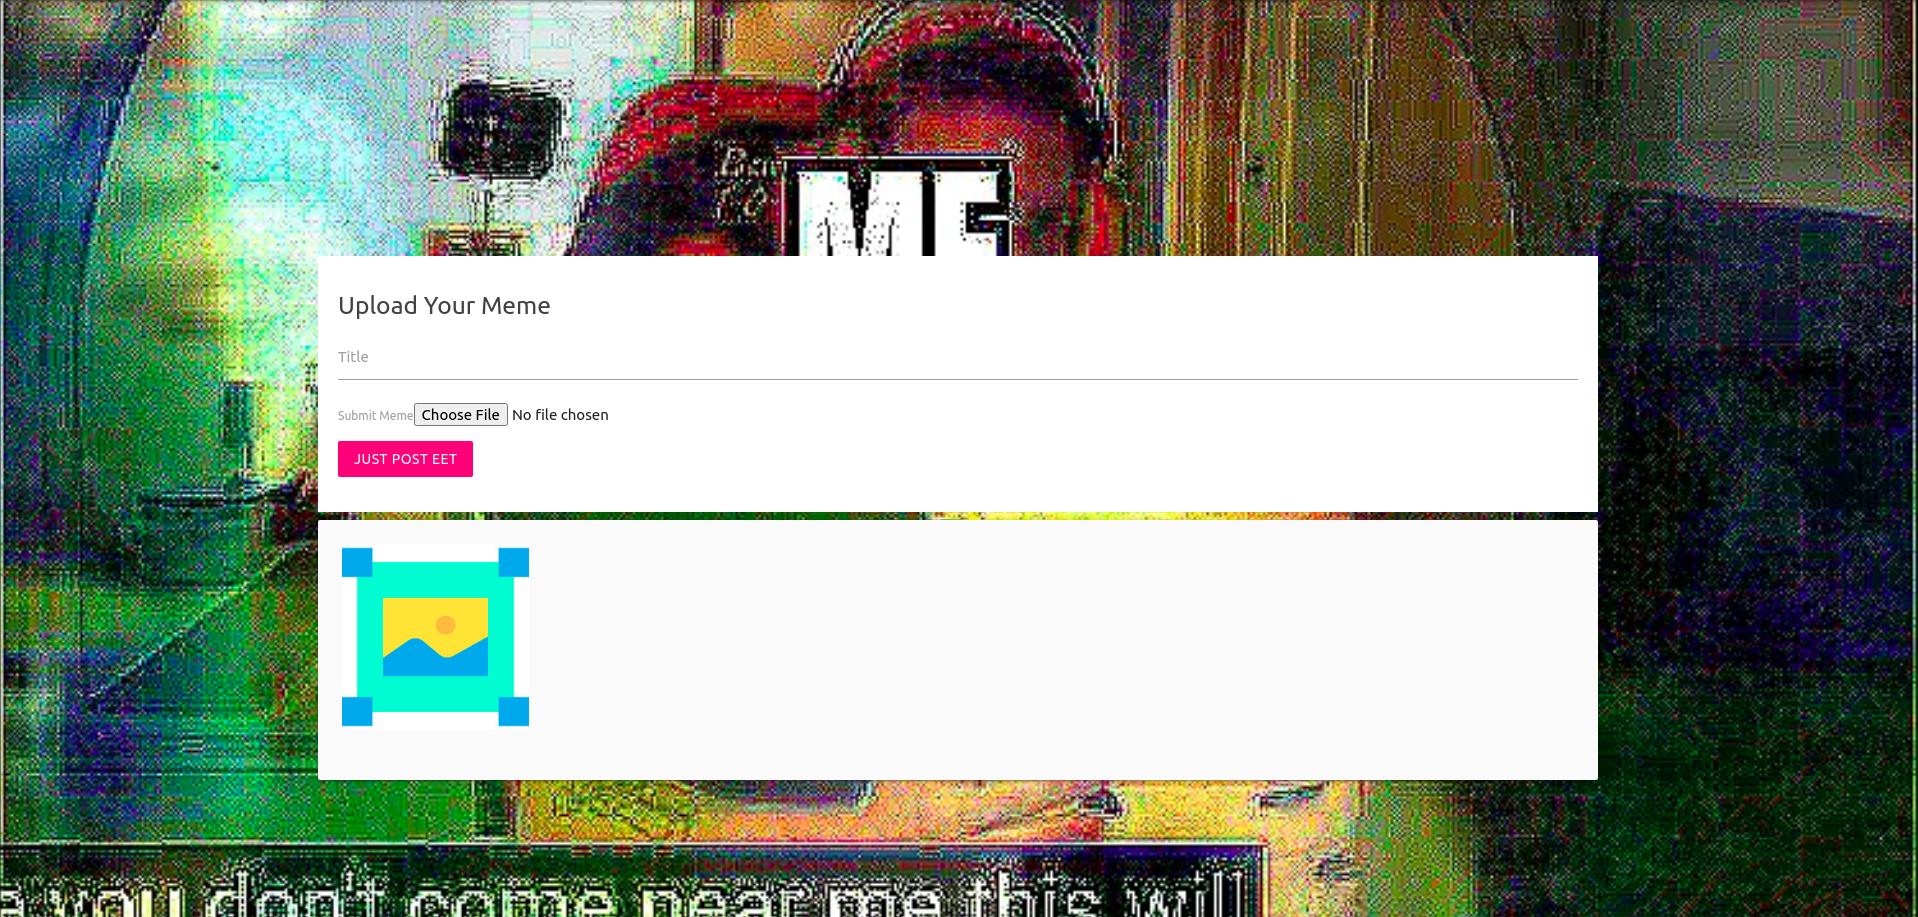 ME
Upload Your Meme
Title
Submit Meme Choose File No file chosen
JUST POST EET
you don't come near me this will